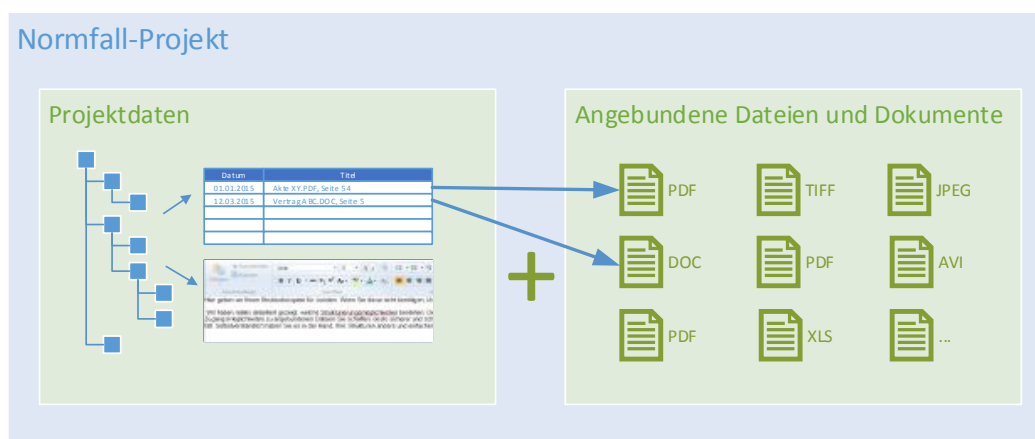 Normfall-Projekt
Projektdaten
Datum Titel
01.01.2015 Akte XY.PDF, Seite 54
12.03.2015 Vertrag ABC.DOC, Seite 5
Angebundene Dateien und Dokumente
PDF TIFF JPEG
DOC PDF AVI
PDF XLS ...